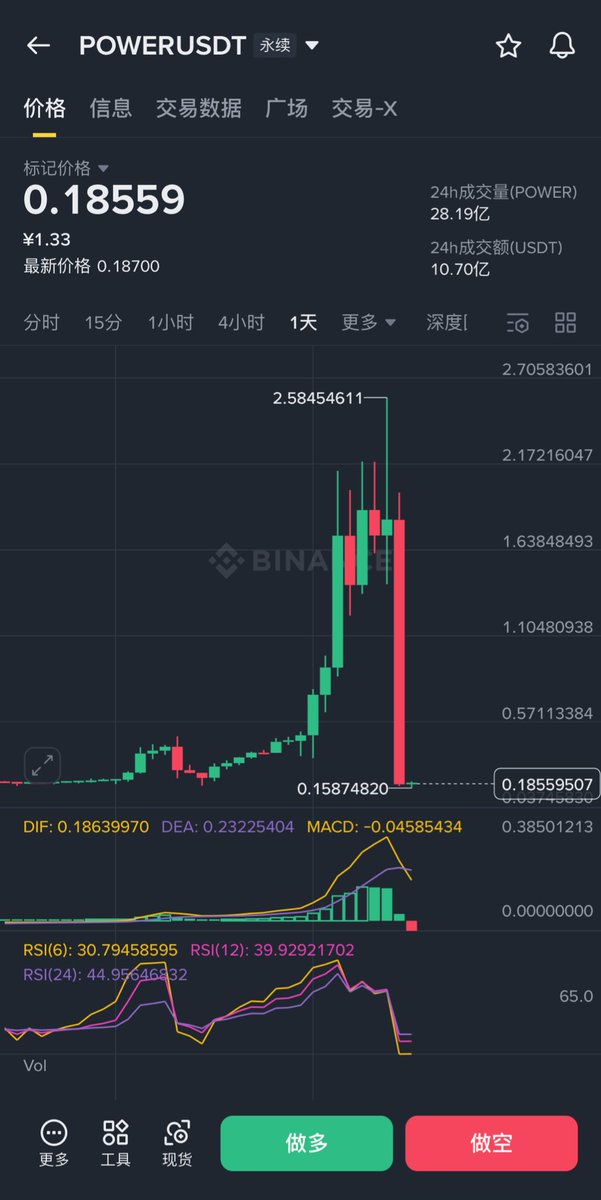 POWERUSDT 永续
价格 信息 交易数据 广场 交易-X
标记价格
0.18559
¥1.33
最新价格 0.18700
24h成交量(POWER)
28.19亿
24h成交额(USDT)
10.70亿
分时 15分 1小时 4小时 1天 更多 深度
2.70583601
2.58454611
2.17216047
1.63848493
BINANCE
1.10480938
0.57113384
0.15874820
0.18559507
DIF: 0.18639970 DEA: 0.23225404 MACD: -0.04585434
0.38501213
0.00000000
RSI(6): 30.79458595 RSI(12): 39.92921702
RSI(24): 44.95646832
65.0
Vol
更多 工具 现货 做多 做空